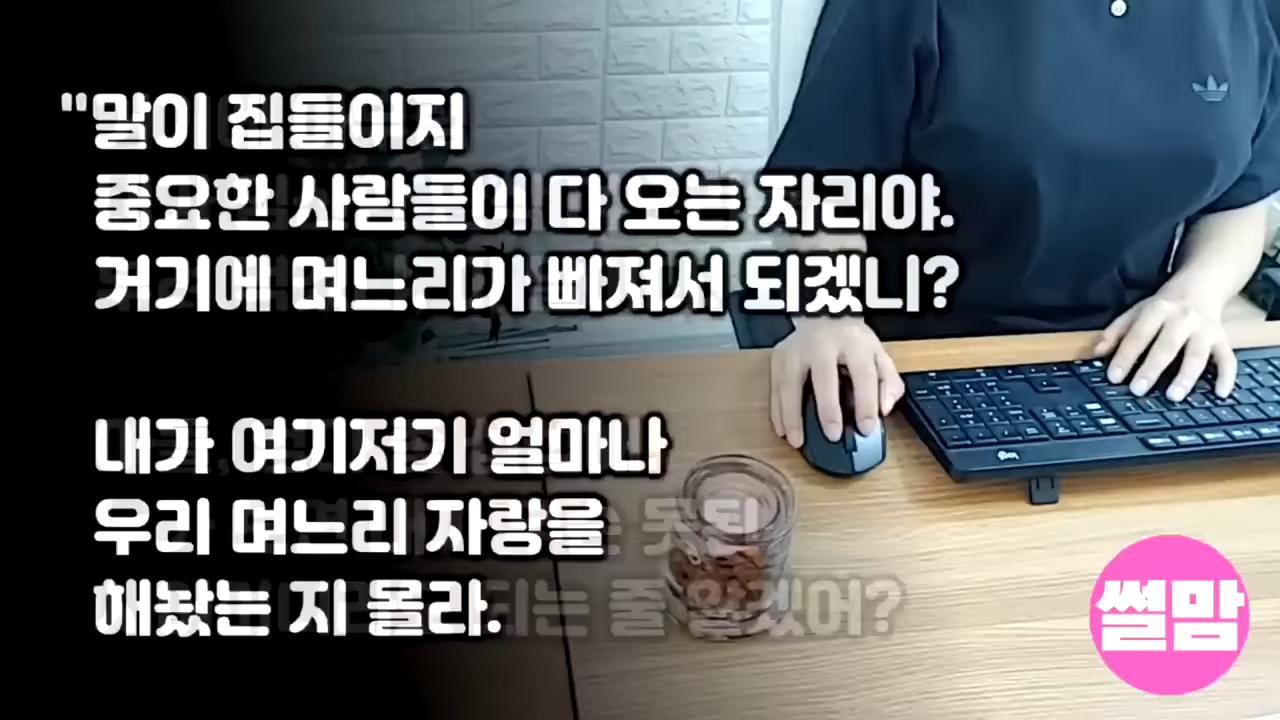 "말이 집들이지
중요한 사람들이 다 오는 자리야.
거기에 며느리가 빠져서 되겠니?
내가 여기저기 얼마나
우리 며느리 자랑을
해놨는 지 몰라.
썰맘